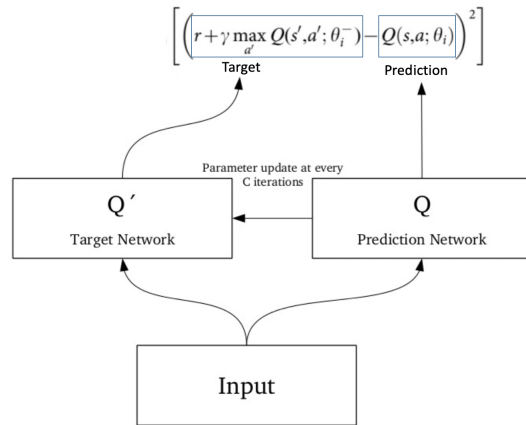 [(r + γ max_{a′} Q(s′,a′; θ_i^−) − Q(s,a; θ_i))^2]
Target
Prediction
Parameter update at every
C iterations
Q´
Target Network
Q
Prediction Network
Input